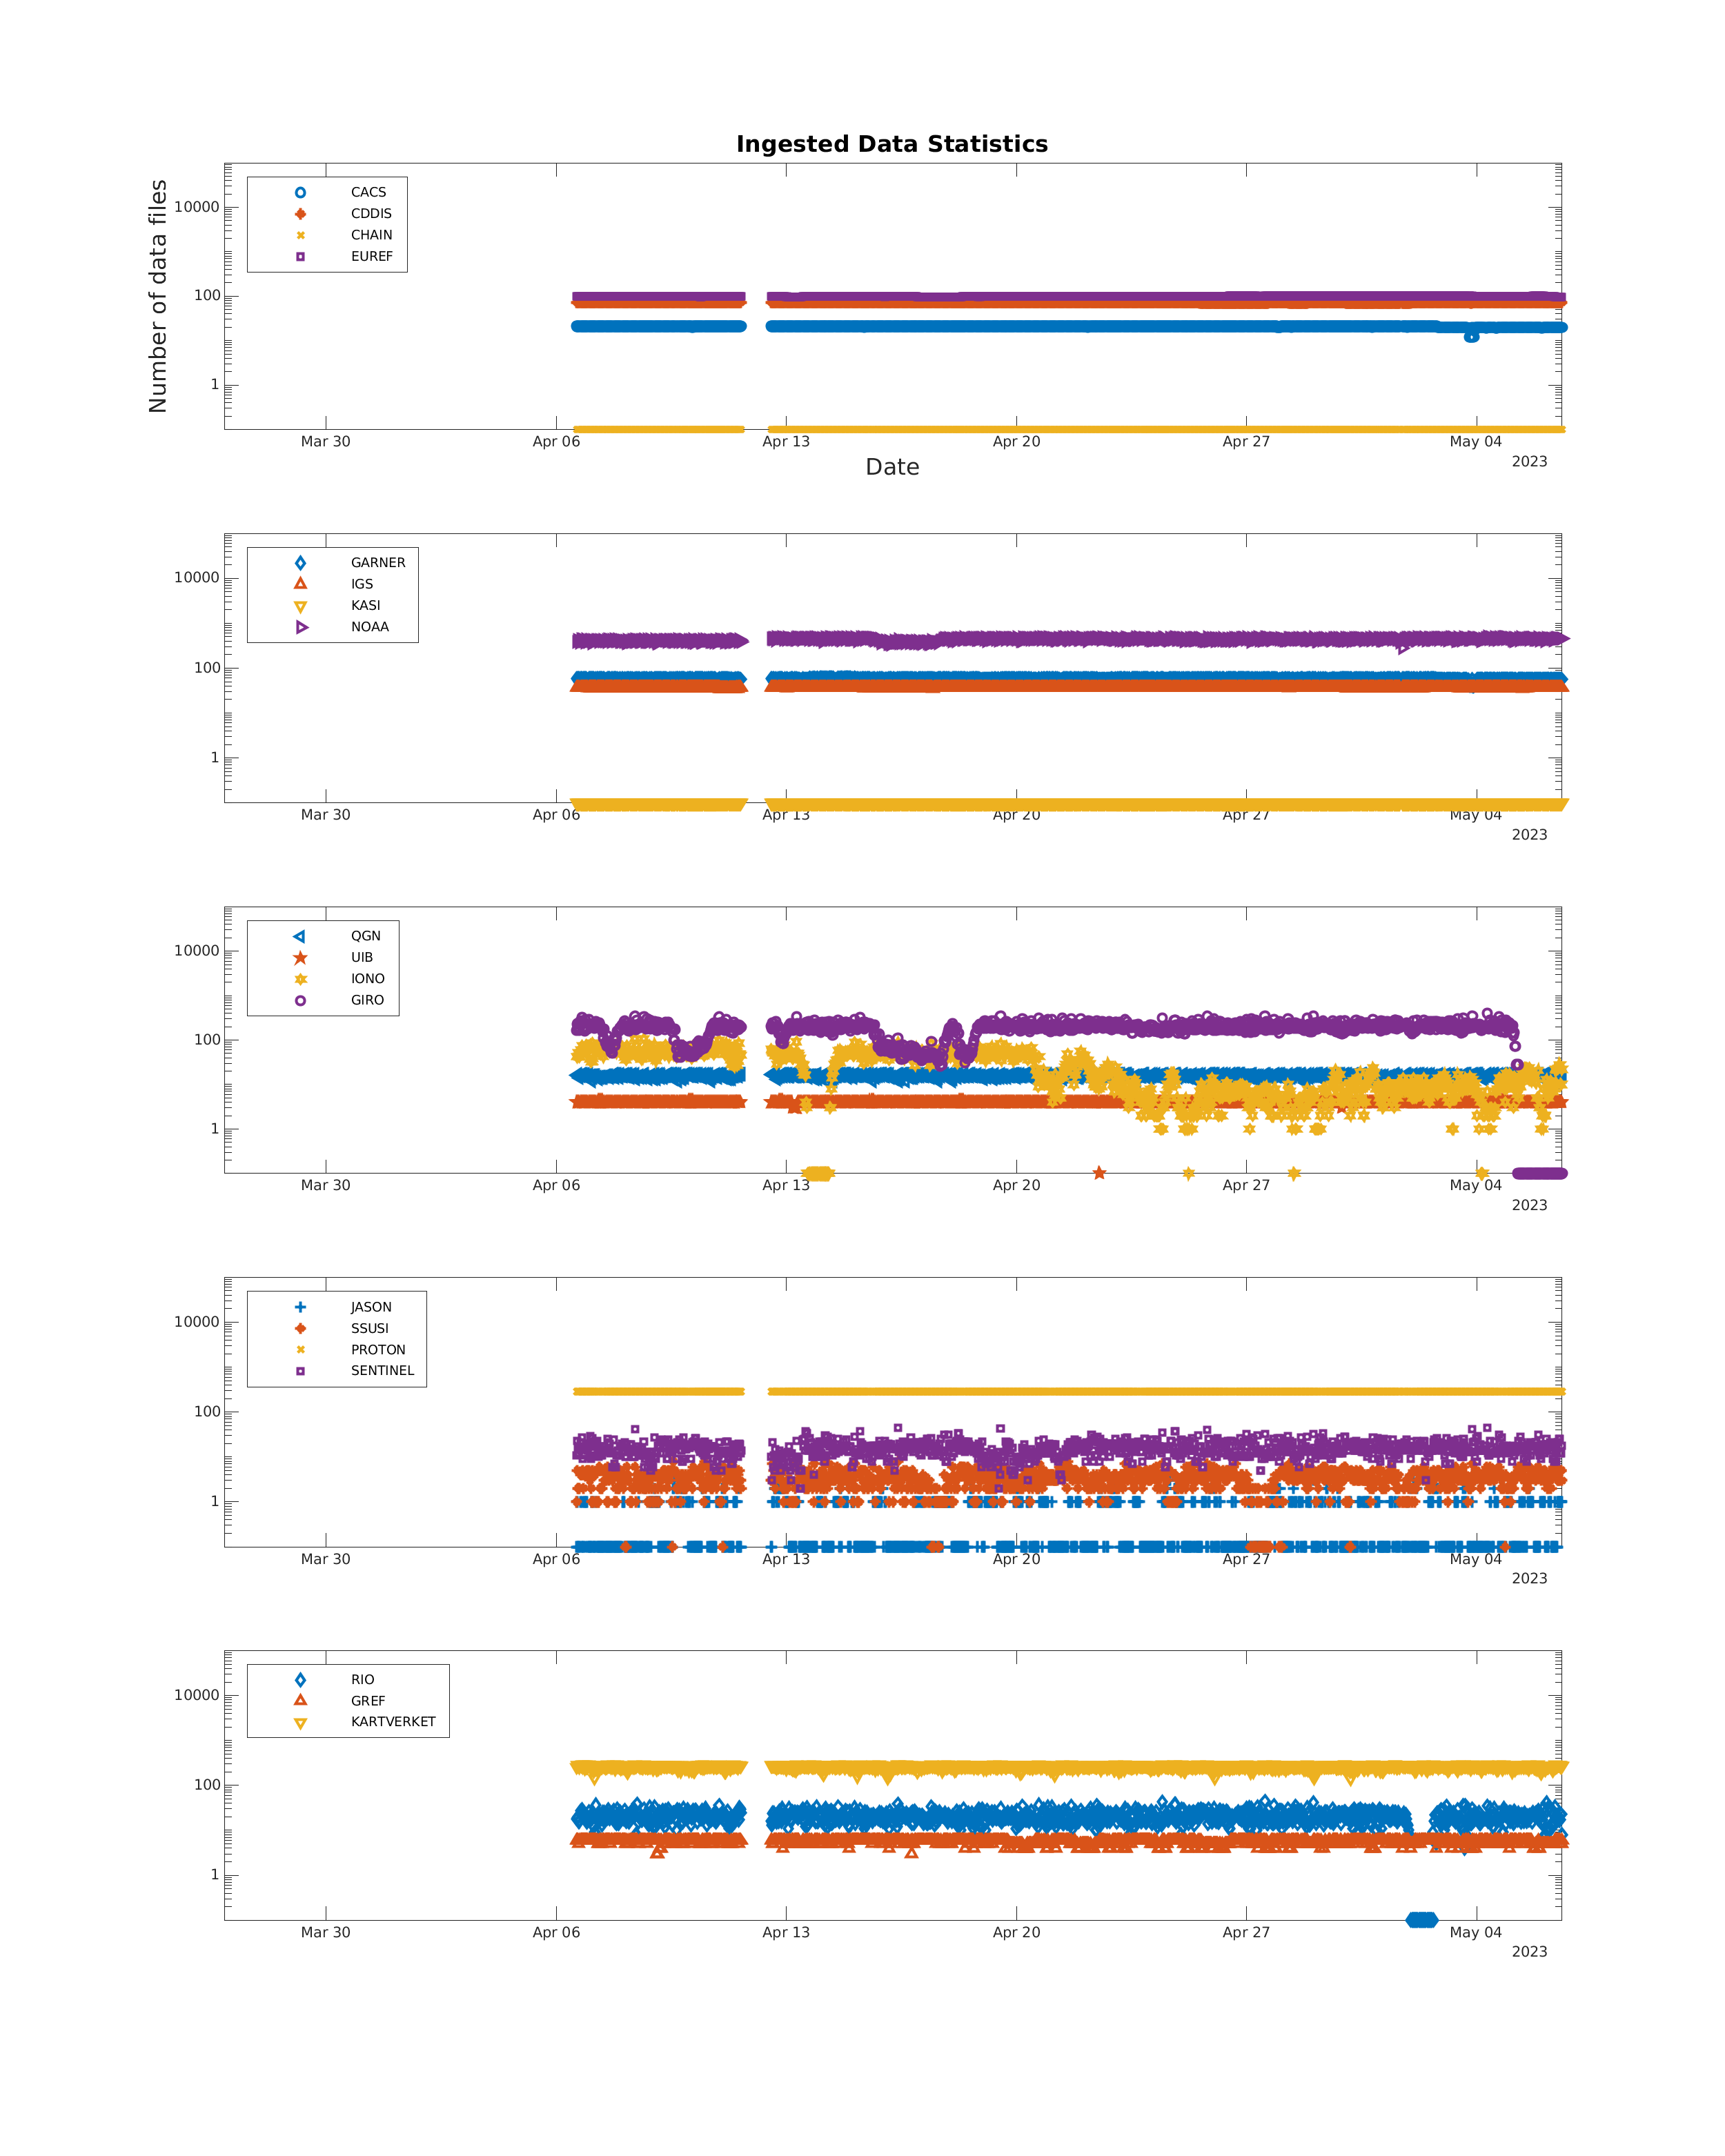 Ingested Data Statistics
Number of data files
10000
100
1
CACS
CDDIS
CHAIN
EUREF
Mar 30 Apr 06 Apr 13 Apr 20 Apr 27 May 04
2023
Date
10000
100
1
GARNER
IGS
KASI
NOAA
Mar 30 Apr 06 Apr 13 Apr 20 Apr 27 May 04
2023
10000
100
1
QGN
UIB
IONO
GIRO
Mar 30 Apr 06 Apr 13 Apr 20 Apr 27 May 04
2023
10000
100
1
JASON
SSUSI
PROTON
SENTINEL
Mar 30 Apr 06 Apr 13 Apr 20 Apr 27 May 04
2023
10000
100
1
RIO
GREF
KARTVERKET
Mar 30 Apr 06 Apr 13 Apr 20 Apr 27 May 04
2023